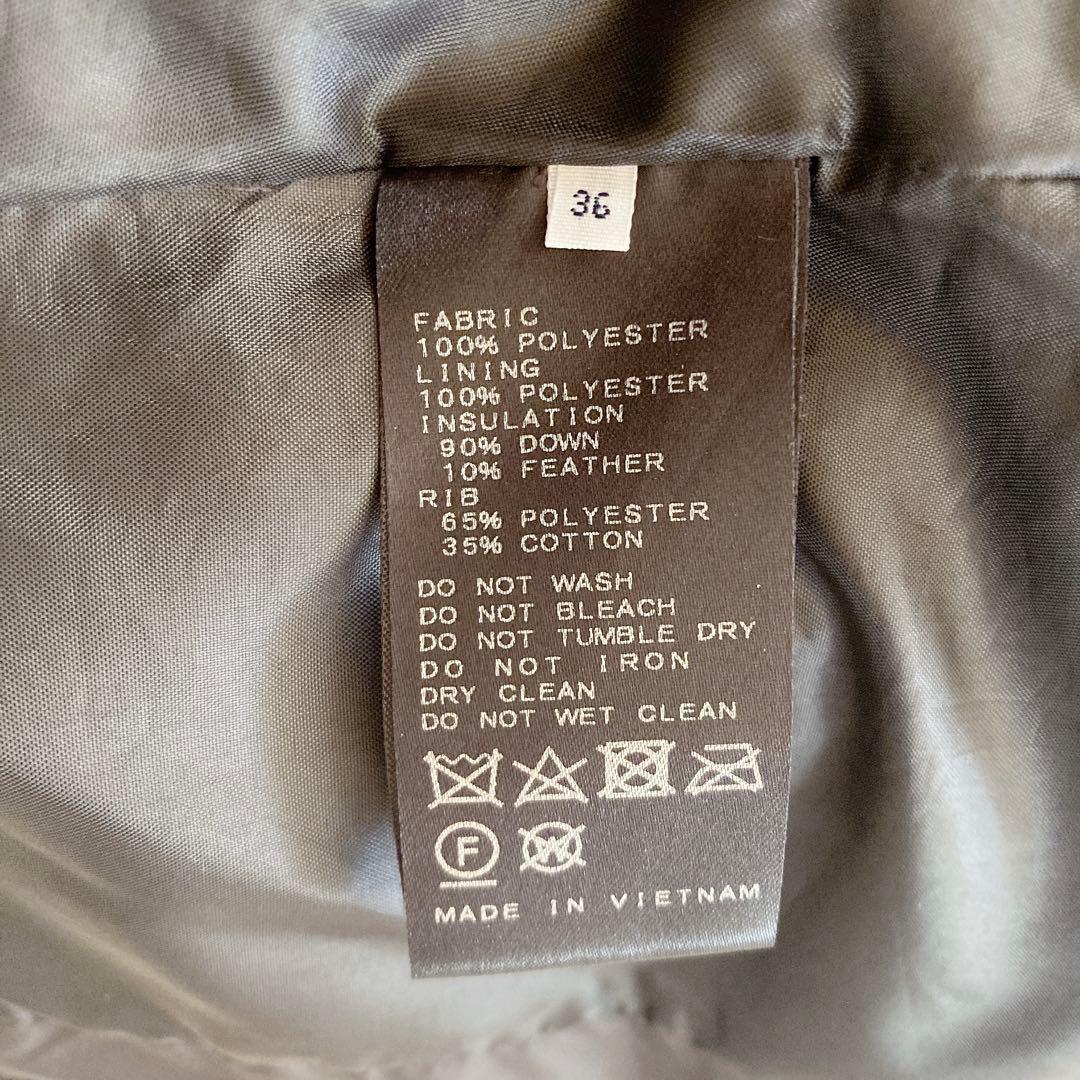 36
FABRIC
100% POLYESTER
LINING
100% POLYESTER
INSULATION
90% DOWN
10% FEATHER
RIB
65% POLYESTER
35% COTTON
DO NOT WASH
DO NOT BLEACH
DO NOT TUMBLE DRY
DO NOT IRON
DRY CLEAN
DO NOT WET CLEAN
F W
MADE IN VIETNAM